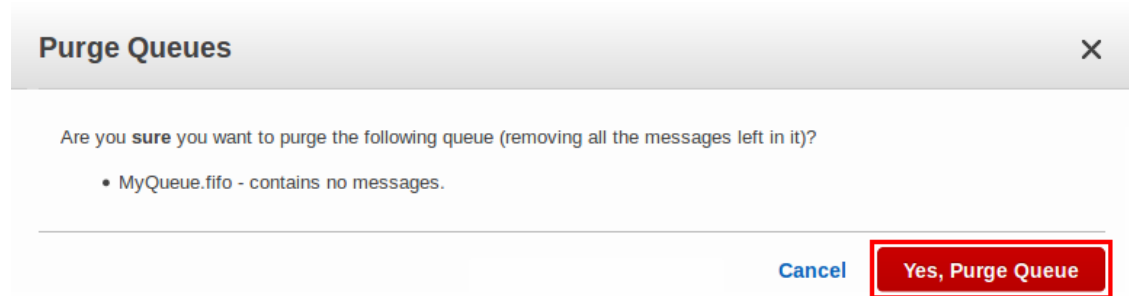 Purge Queues
Are you sure you want to purge the following queue (removing all the messages left in it)?
• MyQueue.fifo - contains no messages.
Cancel
Yes, Purge Queue